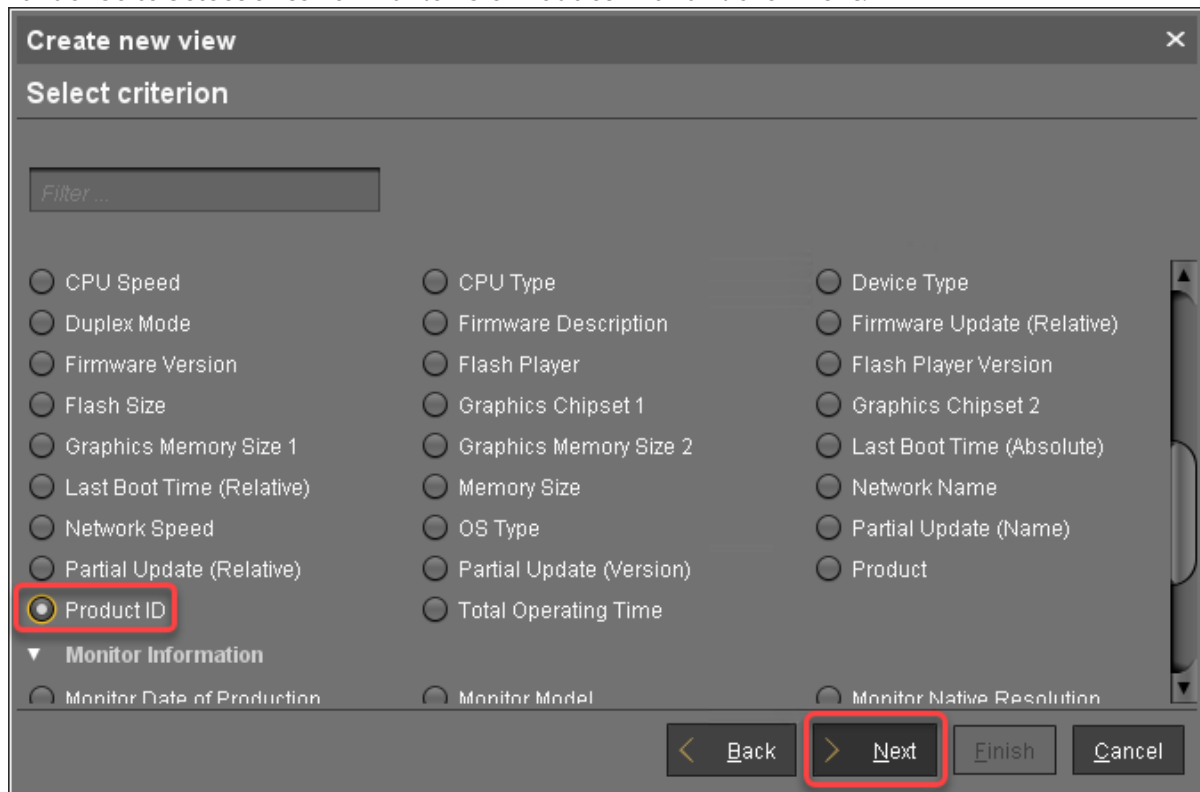 Create new view
Select criterion
Filter ...
CPU Speed CPU Type Device Type
Duplex Mode Firmware Description Firmware Update (Relative)
Firmware Version Flash Player Flash Player Version
Flash Size Graphics Chipset 1 Graphics Chipset 2
Graphics Memory Size 1 Graphics Memory Size 2 Last Boot Time (Absolute)
Last Boot Time (Relative) Memory Size Network Name
Network Speed OS Type Partial Update (Name)
Partial Update (Relative) Partial Update (Version) Product
Product ID Total Operating Time
Monitor Information
Monitor Date of Production Monitor Model Monitor Native Resolution
Back Next Finish Cancel